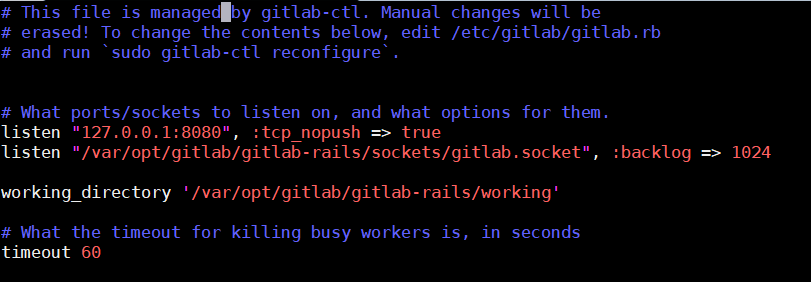 # This file is managed by gitlab-ctl. Manual changes will be
# erased! To change the contents below, edit /etc/gitlab/gitlab.rb
# and run `sudo gitlab-ctl reconfigure`.
# What ports/sockets to listen on, and what options for them.
listen "127.0.0.1:8080", :tcp_nopush => true
listen "/var/opt/gitlab/gitlab-rails/sockets/gitlab.socket", :backlog => 1024
working_directory '/var/opt/gitlab/gitlab-rails/working'
# What the timeout for killing busy workers is, in seconds
timeout 60